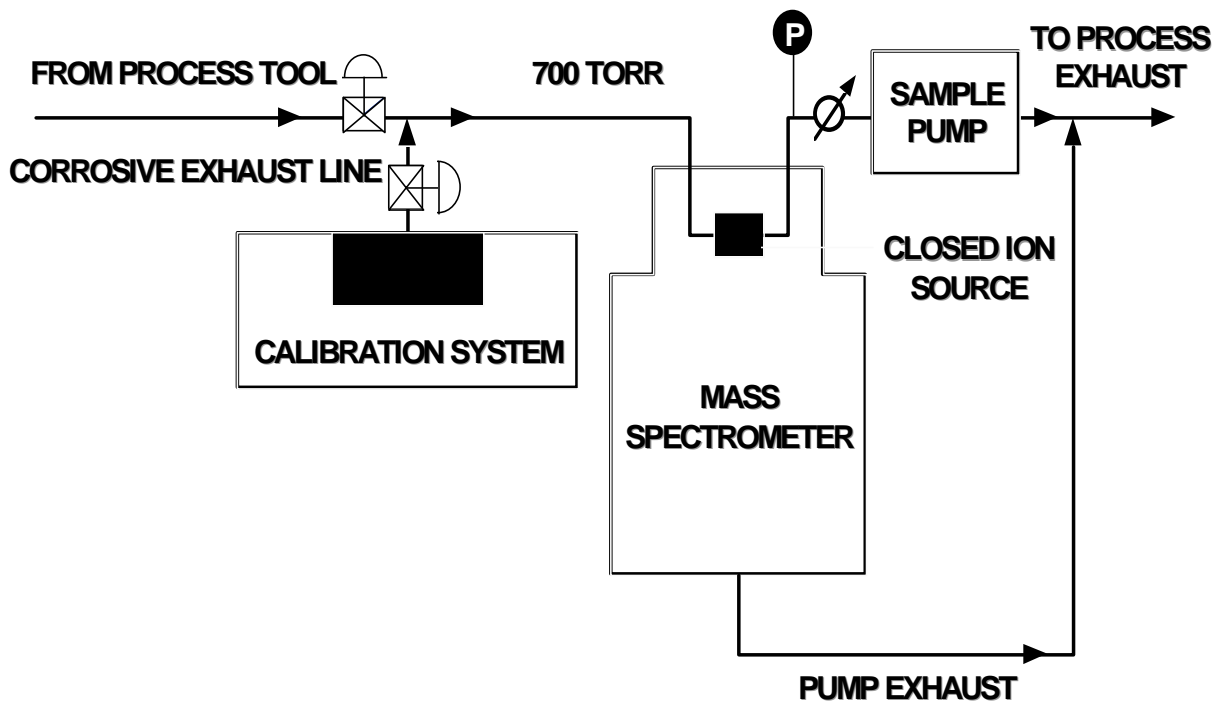 FROM PROCESS TOOL
700 TORR
P
SAMPLE
PUMP
TO PROCESS
EXHAUST
CORROSIVE EXHAUST LINE
CLOSED ION
SOURCE
CALIBRATION SYSTEM
MASS
SPECTROMETER
PUMP EXHAUST